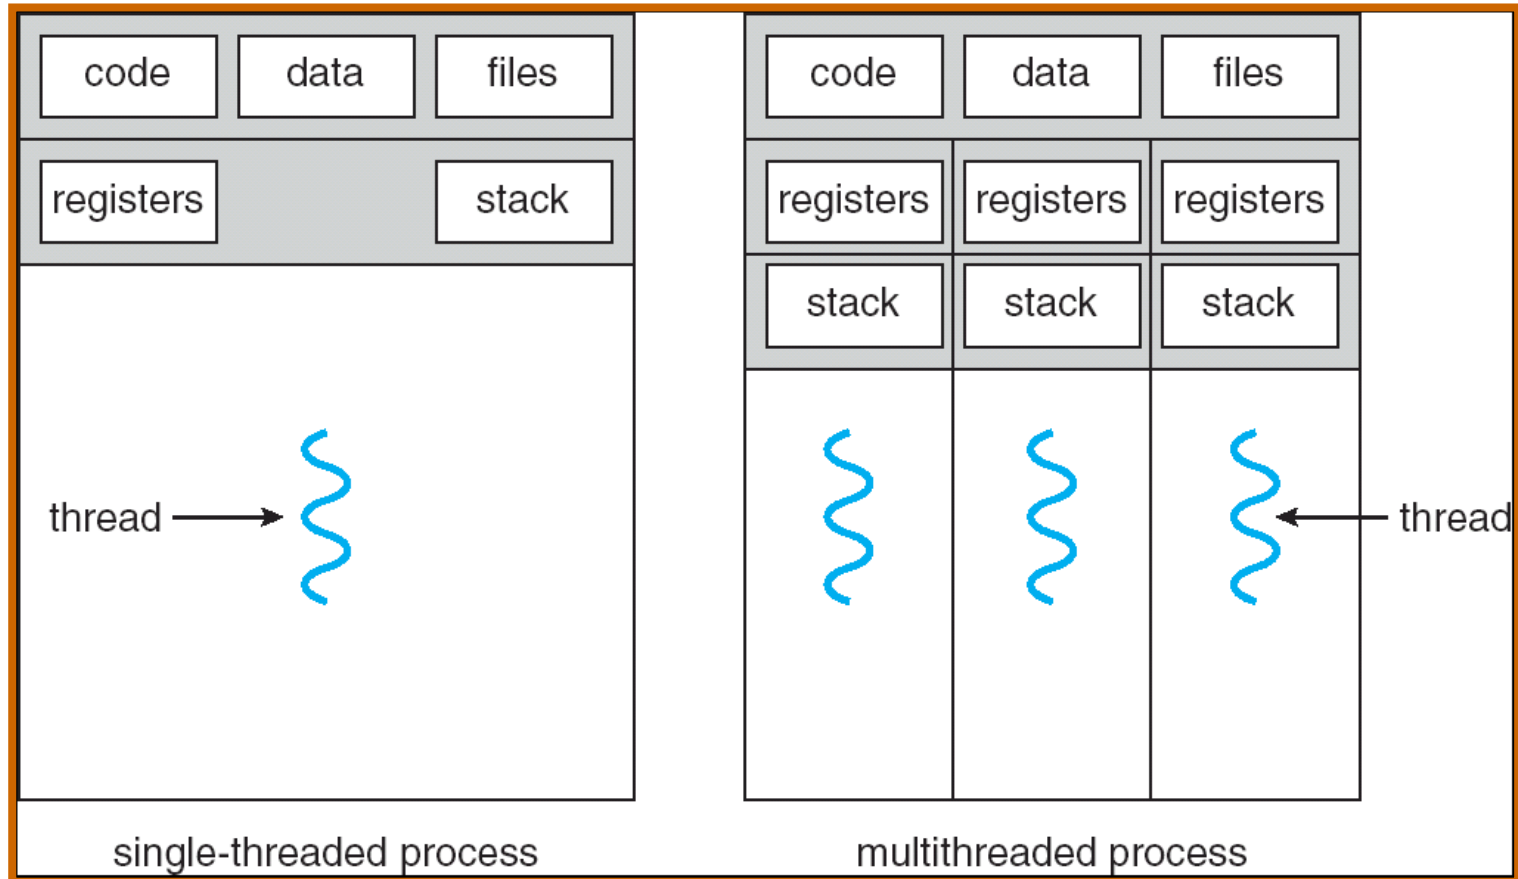 code data files
registers stack
thread
single-threaded process
code data files
registers registers registers
stack stack stack
thread
multithreaded process